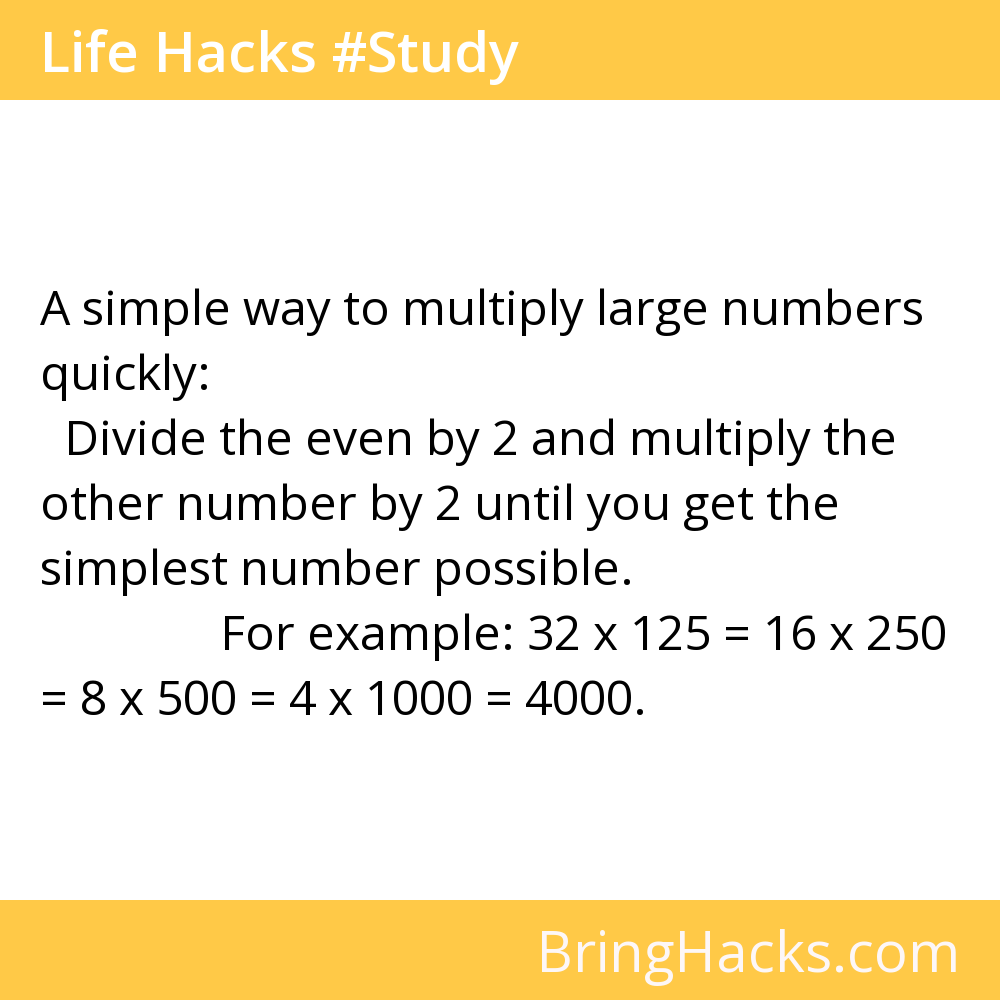 Life Hacks #Study
A simple way to multiply large numbers
quickly:
Divide the even by 2 and multiply the
other number by 2 until you get the
simplest number possible.
For example: 32 x 125 = 16 x 250
= 8 x 500 = 4 x 1000 = 4000.
BringHacks.com